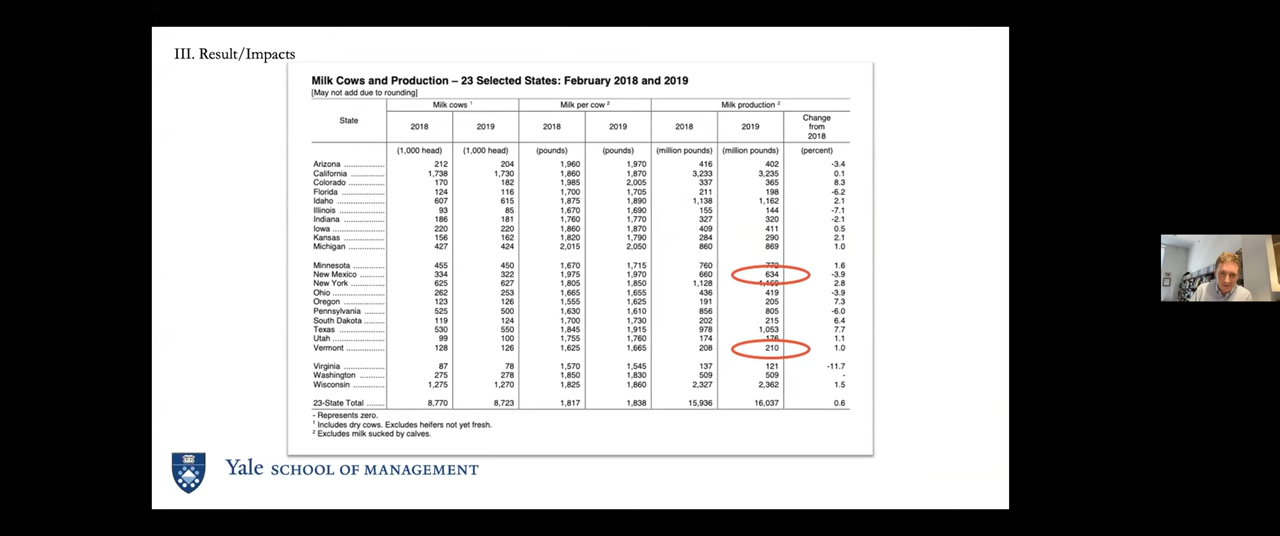 III. Result/Impacts
Milk Cows and Production – 23 Selected States: February 2018 and 2019
[May not add due to rounding]
State Milk cows ¹ Milk per cow ² Milk production ²
2018 2019 2018 2019 2018 2019 Change from 2018
(1,000 head) (1,000 head) (pounds) (pounds) (million pounds) (million pounds) (percent)
Arizona .................. 212 204 1,960 1,970 416 402 -3.4
California ................ 1,738 1,730 1,860 1,870 3,233 3,235 0.1
Colorado ................ 170 182 1,985 2,005 337 365 8.3
Florida ................... 124 116 1,700 1,705 211 198 -6.2
Idaho ..................... 607 615 1,875 1,890 1,138 1,162 2.1
Illinois .................... 93 85 1,670 1,690 155 144 -7.1
Indiana .................. 186 181 1,760 1,770 327 320 -2.1
Iowa ...................... 220 220 1,860 1,870 409 411 0.5
Kansas .................. 156 162 1,820 1,790 284 290 2.1
Michigan ................ 427 424 2,015 2,050 860 869 1.0
Minnesota .............. 455 450 1,670 1,715 760 772 1.6
New Mexico ........... 334 322 1,975 1,970 660 634 -3.9
New York ............... 625 627 1,805 1,850 1,128 1,160 2.8
Ohio ...................... 262 253 1,665 1,655 436 419 -3.9
Oregon .................. 123 126 1,555 1,625 191 205 7.3
Pennsylvania ......... 525 500 1,630 1,610 856 805 -6.0
South Dakota ........ 119 124 1,700 1,730 202 215 6.4
Texas .................... 530 550 1,845 1,915 978 1,053 7.7
Utah ...................... 99 100 1,755 1,760 174 176 1.1
Vermont ................ 128 126 1,625 1,665 208 210 1.0
Virginia .................. 87 78 1,570 1,545 137 121 -11.7
Washington ........... 275 278 1,850 1,830 509 509 -
Wisconsin .............. 1,275 1,270 1,825 1,860 2,327 2,362 1.5
23-State Total ........ 8,770 8,723 1,817 1,838 15,936 16,037 0.6
- Represents zero.
¹ Includes dry cows. Excludes heifers not yet fresh.
² Excludes milk sucked by calves.
Yale SCHOOL OF MANAGEMENT